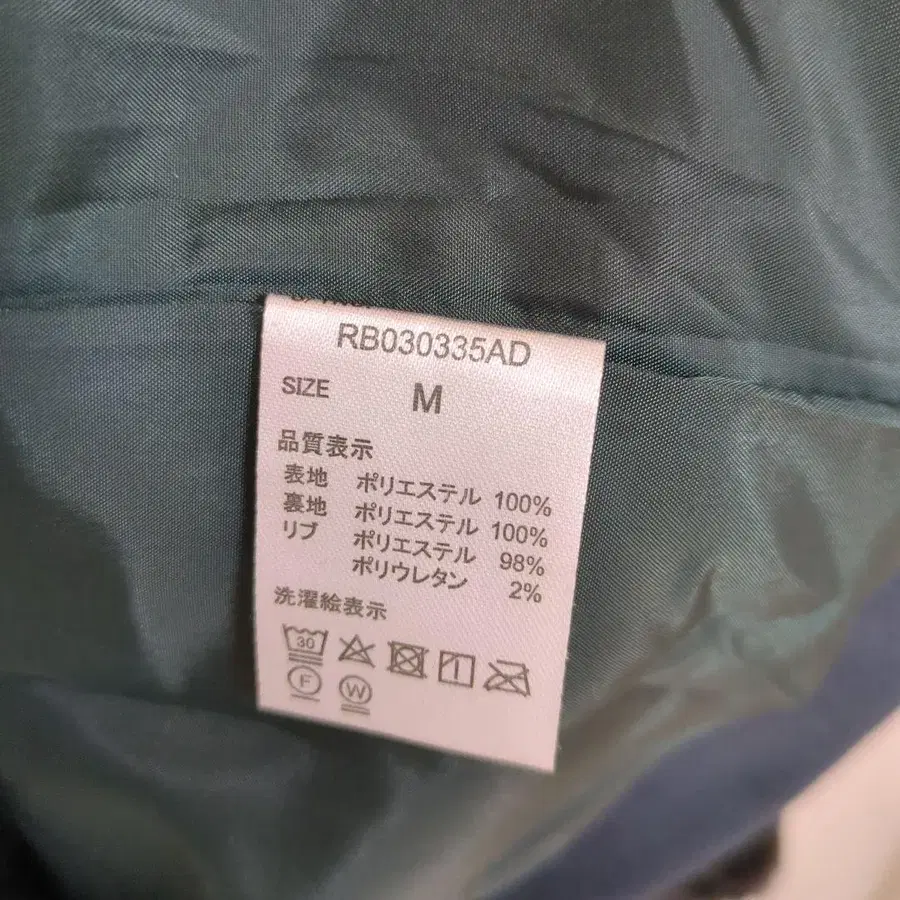 RB030335AD
SIZE M
品質表示
表地 ポリエステル 100%
裏地 ポリエステル 100%
リブ ポリエステル 98%
ポリウレタン 2%
洗濯絵表示
30
F W